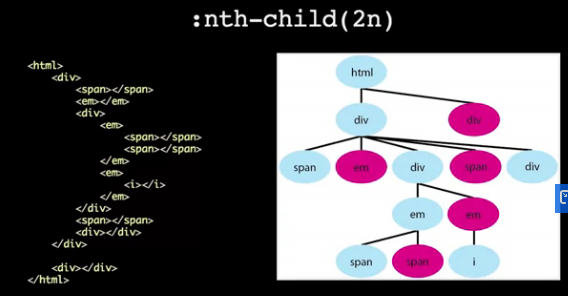 :nth-child(2n)
<html>
<div>
<span></span>
<em></em>
<div>
<em>
<span></span>
<span></span>
</em>
<em>
<i></i>
</em>
</div>
<span></span>
<div></div>
</div>
<div></div>
</html>
html
div div
span em div span div
em em
span span i